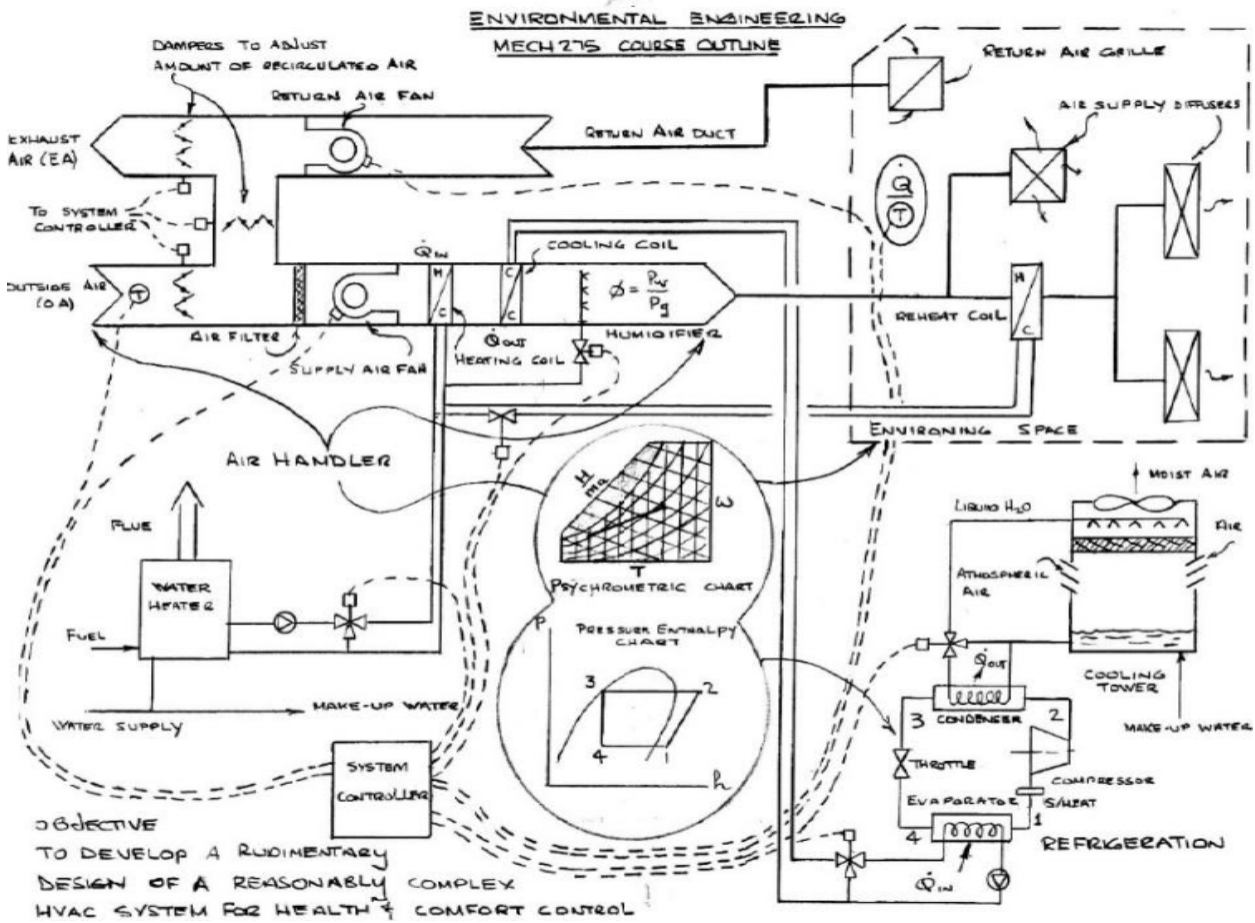 ENVIRONMENTAL ENGINEERING
MECH 275 COURSE OUTLINE
DAMPERS TO ADJUST
AMOUNT OF RECIRCULATED AIR
RETURN AIR FAN
EXHAUST
AIR (EA)
RETURN AIR DUCT
RETURN AIR GRILLE
AIR SUPPLY DIFFUSERS
Q̇
T
TO SYSTEM
CONTROLLER
Q̇IN
COOLING COIL
OUTSIDE AIR
(OA)
T
H
C
C
C
φ = Pw/Pg
H
C
REHEAT COIL
AIR FILTER
SUPPLY AIR FAN
Q̇OUT
HEATING COIL
HUMIDIFIER
ENVIRONING SPACE
AIR HANDLER
H/ma
ω
T
PSYCHROMETRIC CHART
FLUE
WATER
HEATER
FUEL
WATER SUPPLY
MAKE-UP WATER
PRESSURE ENTHALPY
CHART
P
3
2
4
1
h
MOIST AIR
LIQUID H2O
AIR
ATMOSPHERIC
AIR
COOLING
TOWER
MAKE-UP WATER
Q̇OUT
3
CONDENSER
2
THROTTLE
COMPRESSOR
EVAPORATOR
S/HEAT
4
1
REFRIGERATION
Q̇IN
SYSTEM
CONTROLLER
OBJECTIVE
TO DEVELOP A RUDIMENTARY
DESIGN OF A REASONABLY COMPLEX
HVAC SYSTEM FOR HEALTH & COMFORT CONTROL